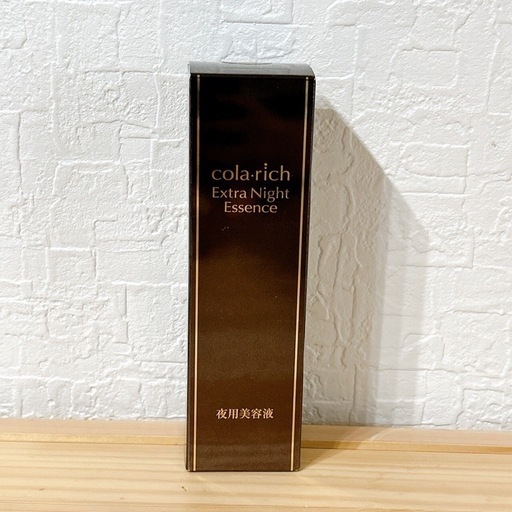 cola·rich
Extra Night
Essence
夜用美容液